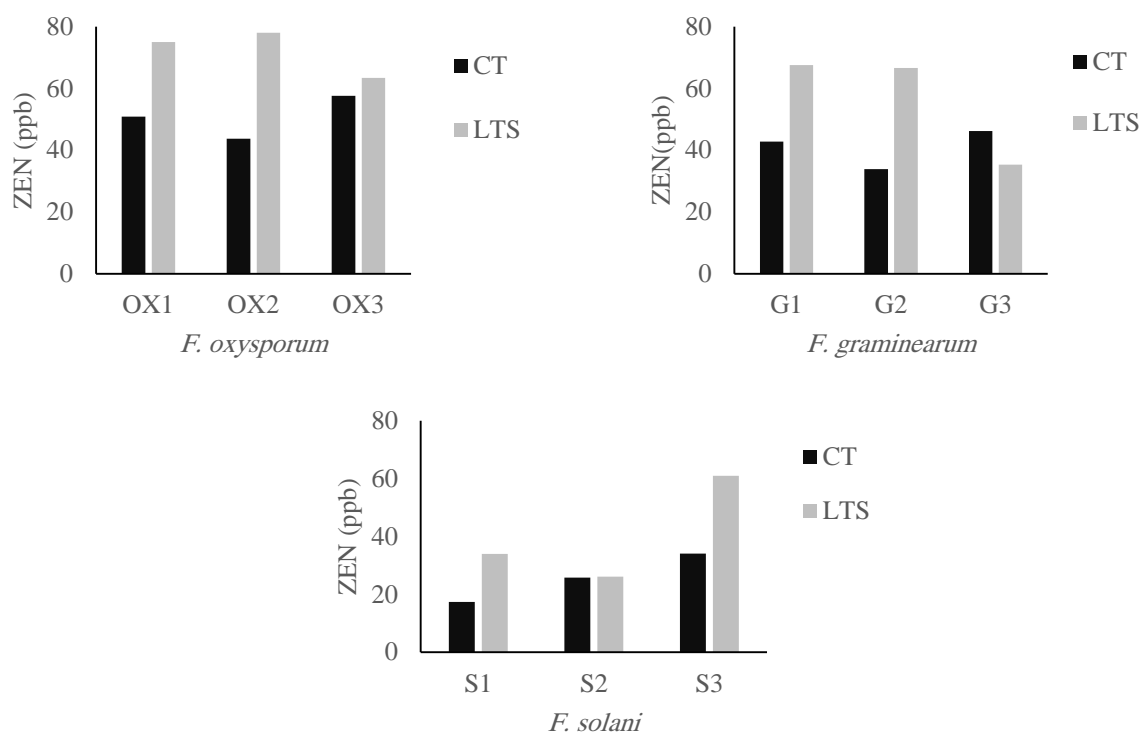 ZEN (ppb)
80
60
40
20
0
OX1 OX2 OX3
F. oxysporum
CT
LTS
ZEN(ppb)
80
60
40
20
0
G1 G2 G3
F. graminearum
CT
LTS
ZEN (ppb)
80
60
40
20
0
S1 S2 S3
F. solani
CT
LTS